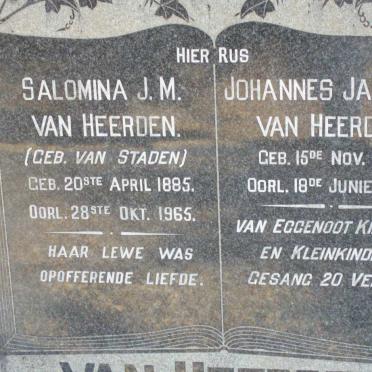 HIER RUS
SALOMINA J. M.
VAN HEERDEN.
(GEB. VAN STADEN)
GEB. 20STE APRIL 1885.
OORL. 28STE OKT. 1965.
HAAR LEWE WAS
OPOFFERENDE LIEFDE.
JOHANNES JA
VAN HEERD
GEB. 15DE NOV.
OORL. 18DE JUNIE
VAN EGGENOOT K
EN KLEINKIND
GESANG 20 VE
VAN HEERD